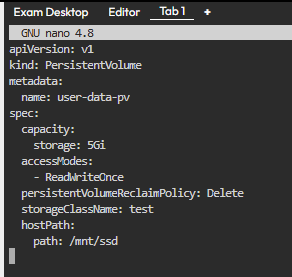 Exam Desktop Editor Tab 1 +
GNU nano 4.8
apiVersion: v1
kind: PersistentVolume
metadata:
  name: user-data-pv
spec:
  capacity:
    storage: 5Gi
  accessModes:
    - ReadWriteOnce
  persistentVolumeReclaimPolicy: Delete
  storageClassName: test
  hostPath:
    path: /mnt/ssd